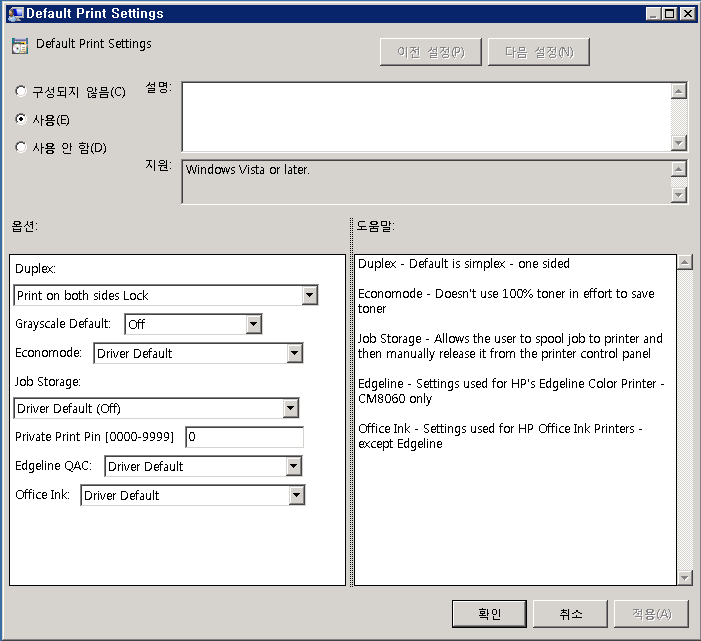 Default Print Settings
Default Print Settings
이전 설정(P)
다음 설정(N)
구성되지 않음(C)
설명:
사용(E)
사용 안 함(D)
지원:
Windows Vista or later.
옵션:
도움말:
Duplex:
Print on both sides Lock
Grayscale Default:
Off
Economode:
Driver Default
Job Storage:
Driver Default (Off)
Private Print Pin [0000-9999]
0
Edgeline QAC:
Driver Default
Office Ink:
Driver Default
Duplex - Default is simplex - one sided
Economode - Doesn't use 100% toner in effort to save
toner
Job Storage - Allows the user to spool job to printer and
then manually release it from the printer control panel
Edgeline - Settings used for HP's Edgeline Color Printer -
CM8060 only
Office Ink - Settings used for HP Office Ink Printers -
except Edgeline
확인
취소
적용(A)